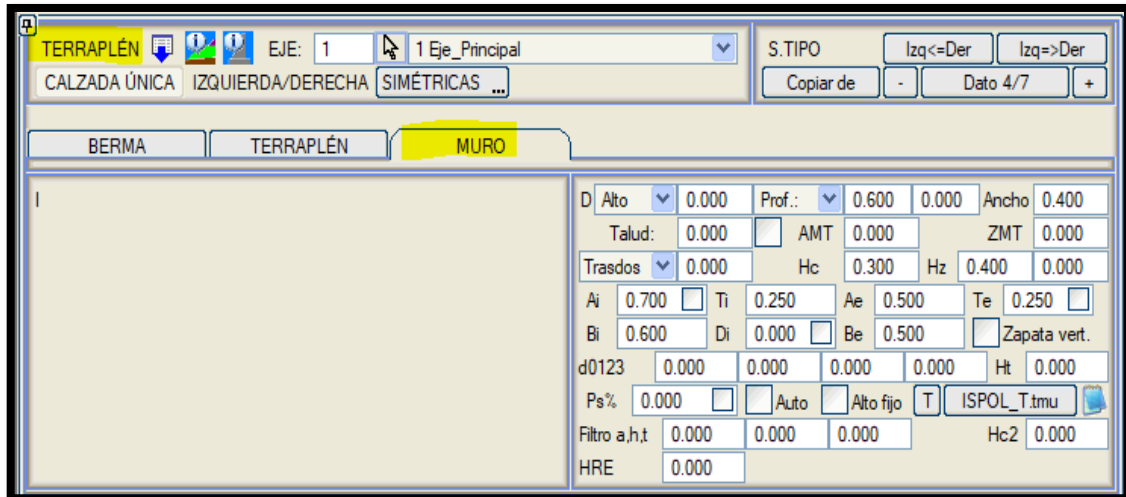 TERRAPLÉN EJE: 1 1 Eje_Principal S.TIPO Izq<=Der Izq=>Der
CALZADA ÚNICA IZQUIERDA/DERECHA SIMÉTRICAS ... Copiar de - Dato 4/7 +
BERMA TERRAPLÉN MURO
D Alto 0.000 Prof.: 0.600 0.000 Ancho 0.400
Talud: 0.000 AMT 0.000 ZMT 0.000
Trasdos 0.000 Hc 0.300 Hz 0.400 0.000
Ai 0.700 Ti 0.250 Ae 0.500 Te 0.250
Bi 0.600 Di 0.000 Be 0.500 Zapata vert.
d0123 0.000 0.000 0.000 0.000 Ht 0.000
Ps% 0.000 Auto Alto fijo T ISPOL_T.tmu
Filtro a,h,t 0.000 0.000 0.000 Hc2 0.000
HRE 0.000